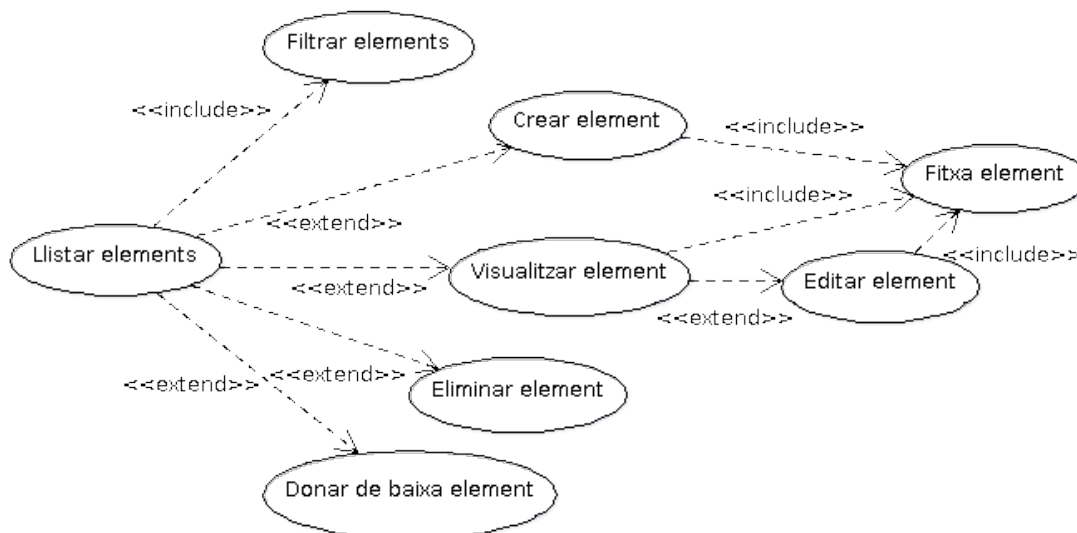 Filtrar elements
<<include>>
Crear element
<<include>>
Fitxa element
<<include>>
<<extend>>
Llistar elements
Visualitzar element
<<include>>
Editar element
<<extend>>
<<extend>>
<<extend>>
<<extend>>
Eliminar element
Donar de baixa element